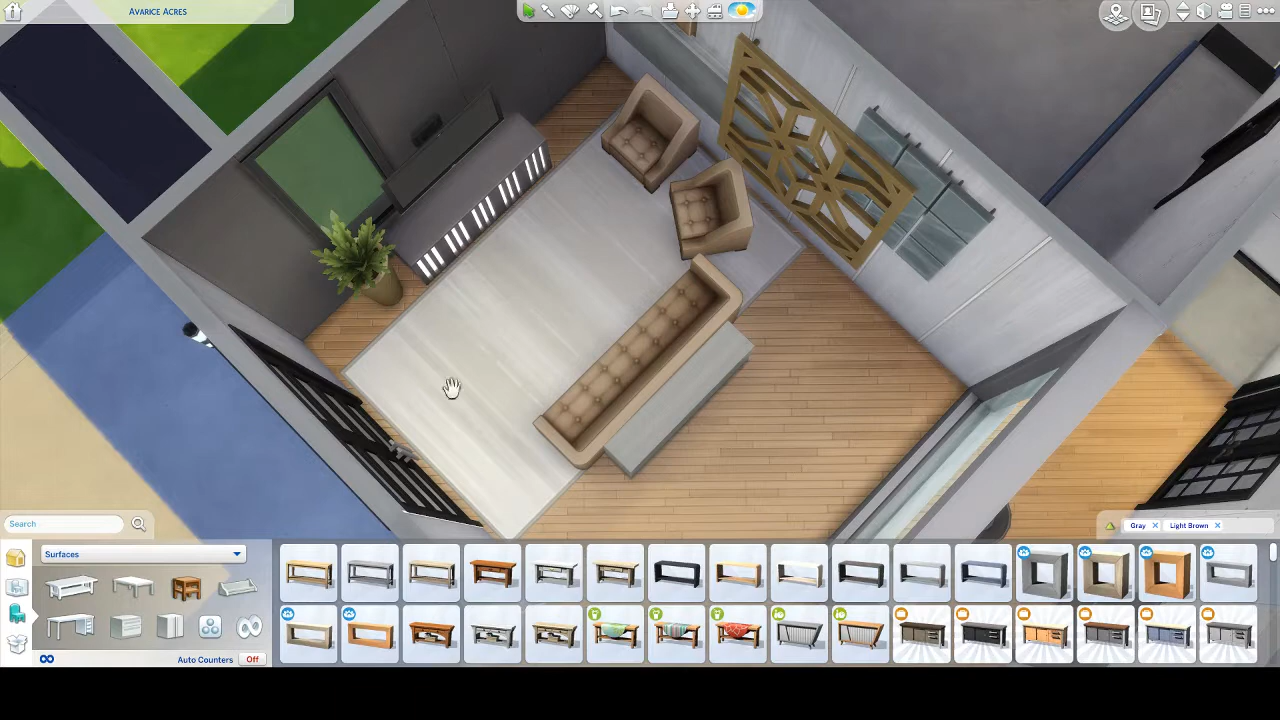 AVARICE ACRES
Search
Gray
Light Brown
Surfaces
Auto Counters
Off